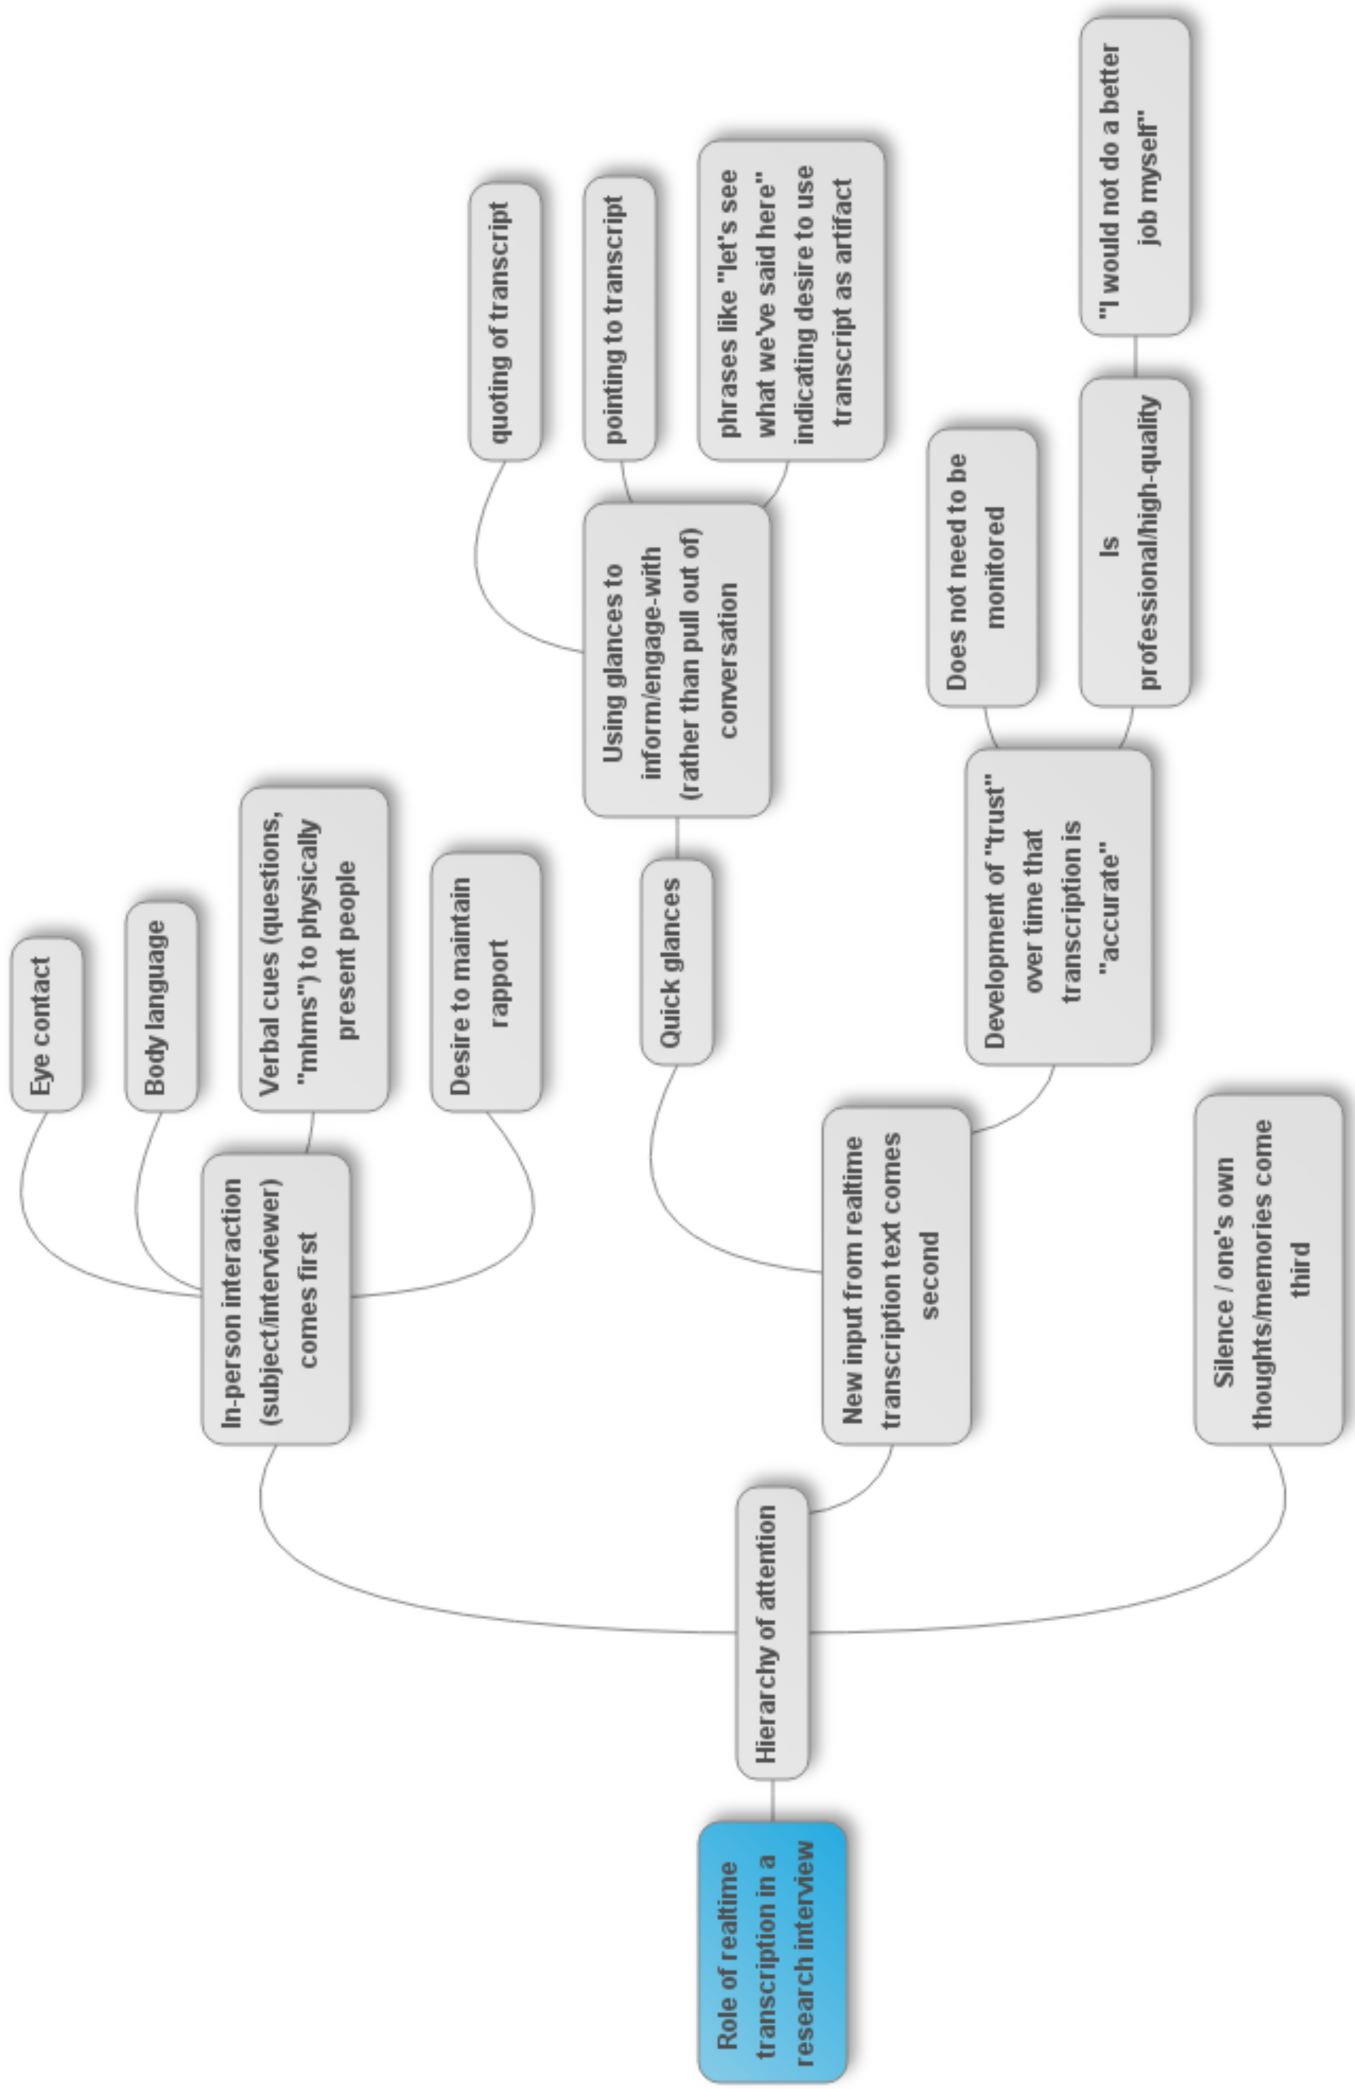 Role of realtime
transcription in a
research interview
Hierarchy of attention
In-person interaction
(subject/interviewer)
comes first
Eye contact
Body language
Verbal cues (questions,
"mhms") to physically
present people
Desire to maintain
rapport
New input from realtime
transcription text comes
second
Quick glances
Using glances to
inform/engage-with
(rather than pull out of)
conversation
quoting of transcript
pointing to transcript
phrases like "let's see
what we've said here"
indicating desire to use
transcript as artifact
Development of "trust"
over time that
transcription is
"accurate"
Does not need to be
monitored
Is
professional/high-quality
"I would not do a better
job myself"
Silence / one's own
thoughts/memories come
third